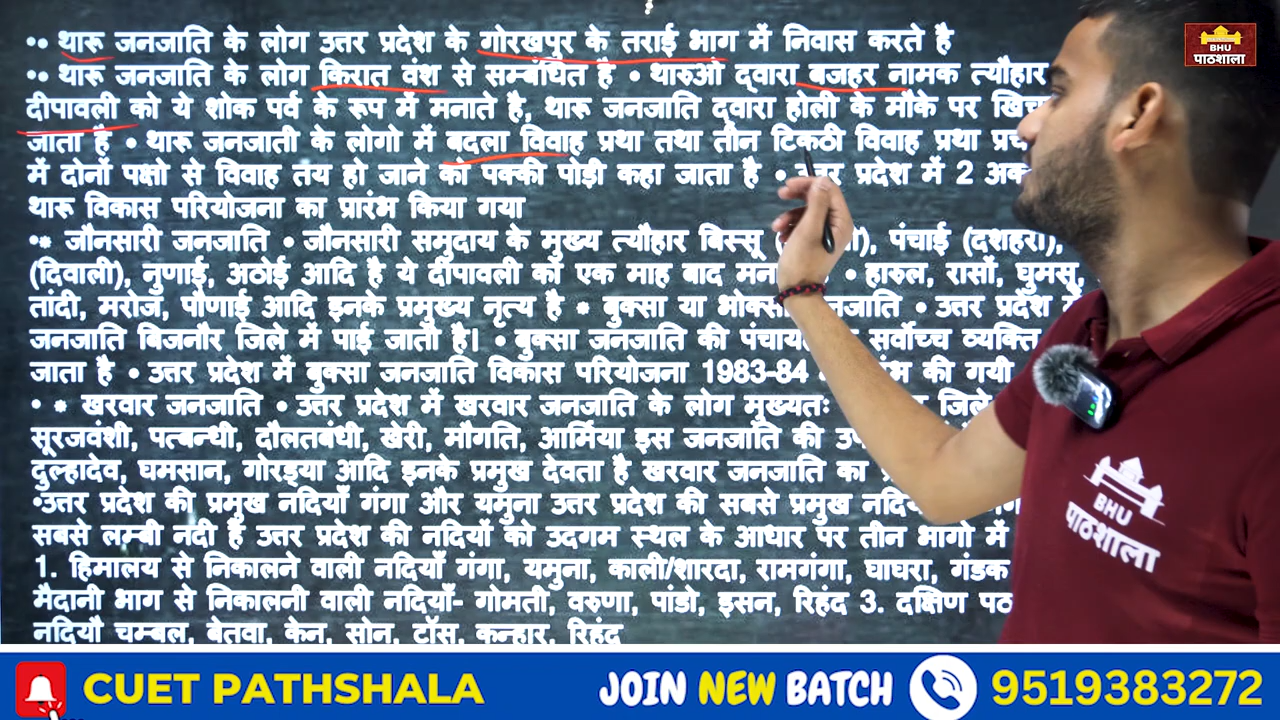 •• थारू जनजाति के लोग उत्तर प्रदेश के गोरखपुर के तराई भाग में निवास करते है
•• थारू जनजाति के लोग किरात वंश से सम्बंधित है • थारुओ द्वारा बजहर नामक त्यौहार
दीपावली को ये शोक पर्व के रूप में मनाते है, थारू जनजाति द्वारा होली के मौके पर
जाता है • थारू जनजाती के लोगो में बदला विवाह प्रथा तथा तीन टिकठी विवाह प्रथा
में दोनों पक्षो से विवाह तय हो जाने को पक्की पोड़ी कहा जाता है • उत्तर प्रदेश में 2
थारू विकास परियोजना का प्रारंभ किया गया
•* जौनसारी जनजाति • जौनसारी समुदाय के मुख्य त्यौहार बिस्सू पंचाई (दशहरा),
(दिवाली), नुणाई, अठोई आदि है ये दीपावली को एक माह बाद • हारुल, रासों, घुमसू,
तांदी, मरोज, पौणाई आदि इनके प्रमुख्य नृत्य है * बुक्सा या • उत्तर प्रदेश
जनजाति बिजनौर जिले में पाई जाती है। • बुक्सा जनजाति की सर्वोच्च व्यक्ति
जाता है • उत्तर प्रदेश में बुक्सा जनजाति विकास परियोजना 1983-84 की गयी
• * खरवार जनजाति • उत्तर प्रदेश में खरवार जनजाति के लोग मुख्यतः जिले
सूरजवंशी, पत्बन्धी, दौलतबंधी, खेरी, मौगति, आर्मिया इस जनजाति की
दुल्हादेव, घमसान, गोरइया आदि इनके प्रमुख देवता है खरवार जनजाति का
•उत्तर प्रदेश की प्रमुख नदियाँ गंगा और यमुना उत्तर प्रदेश की सबसे प्रमुख
सबसे लम्बी नदी है उत्तर प्रदेश की नदियों को उदगम स्थल के आधार पर तीन भागो में
1. हिमालय से निकालने वाली नदियाँ गंगा, यमुना, काली/शारदा, रामगंगा, घाघरा, गंडक
मैदानी भाग से निकालनी वाली नदियाँ- गोमती, वरुणा, पांडो, इसन, रिहंद 3. दक्षिण
नदियाँ चम्बल, बेतवा, केन, सोन, टॉस, कन्हार, रिहंद
BHU
पाठशाला
BHU
पाठशाला
CUET PATHSHALA
JOIN NEW BATCH
9519383272